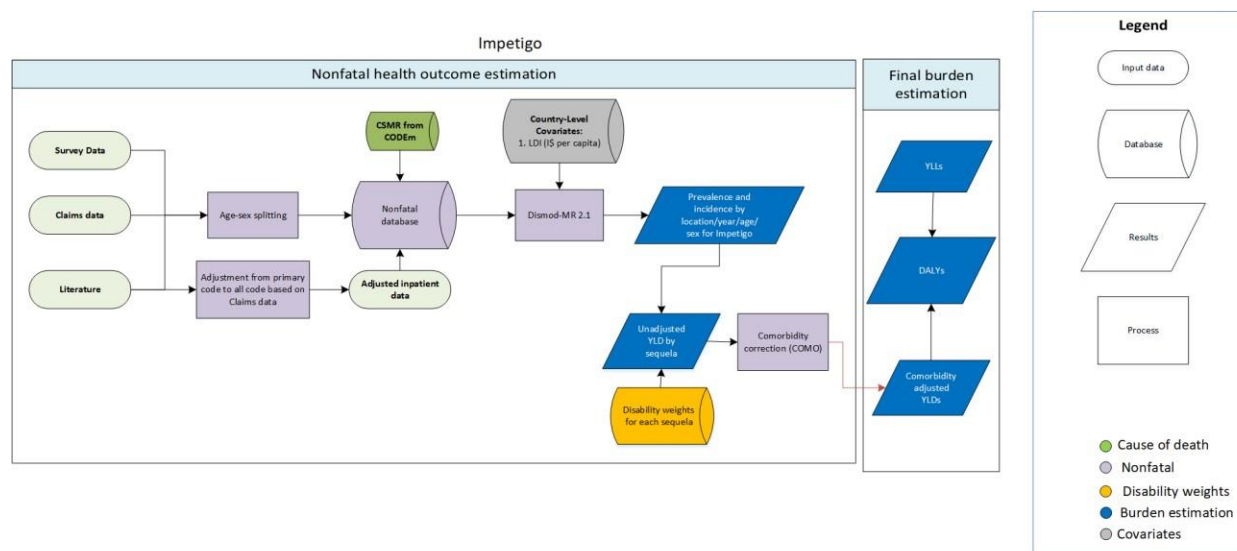 Impetigo
Nonfatal health outcome estimation
Final burden
estimation
Survey Data
Claims data
Literature
Age-sex splitting
Adjustment from primary
code to all code based on
Claims data
CSMR from
CODEm
Nonfatal
database
Adjusted inpatient
data
Country-Level
Covariates:
1. LDI (I$ per capita)
Dismod-MR 2.1
Prevalence and
incidence by
location/year/age/
sex for Impetigo
Unadjusted
YLD by
sequela
Disability weights
for each sequela
Comorbidity
correction (COMO)
YLLs
DALYs
Comorbidity
adjusted
YLDs
Legend
Input data
Database
Results
Process
Cause of death
Nonfatal
Disability weights
Burden estimation
Covariates